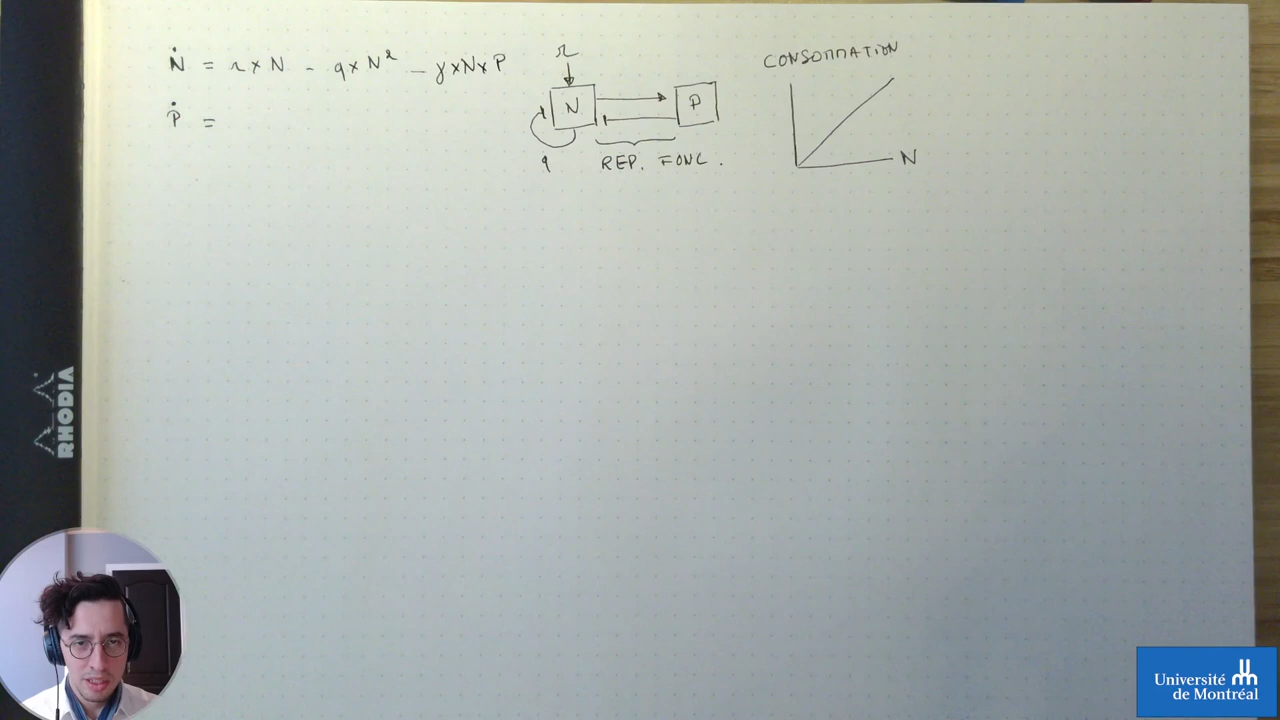 Ṅ = r × N - q × N² - γ × N × P
Ṗ =
r
N
P
q
REP. FONC.
CONSOMMATION
N
RHODIA
Université
de Montréal